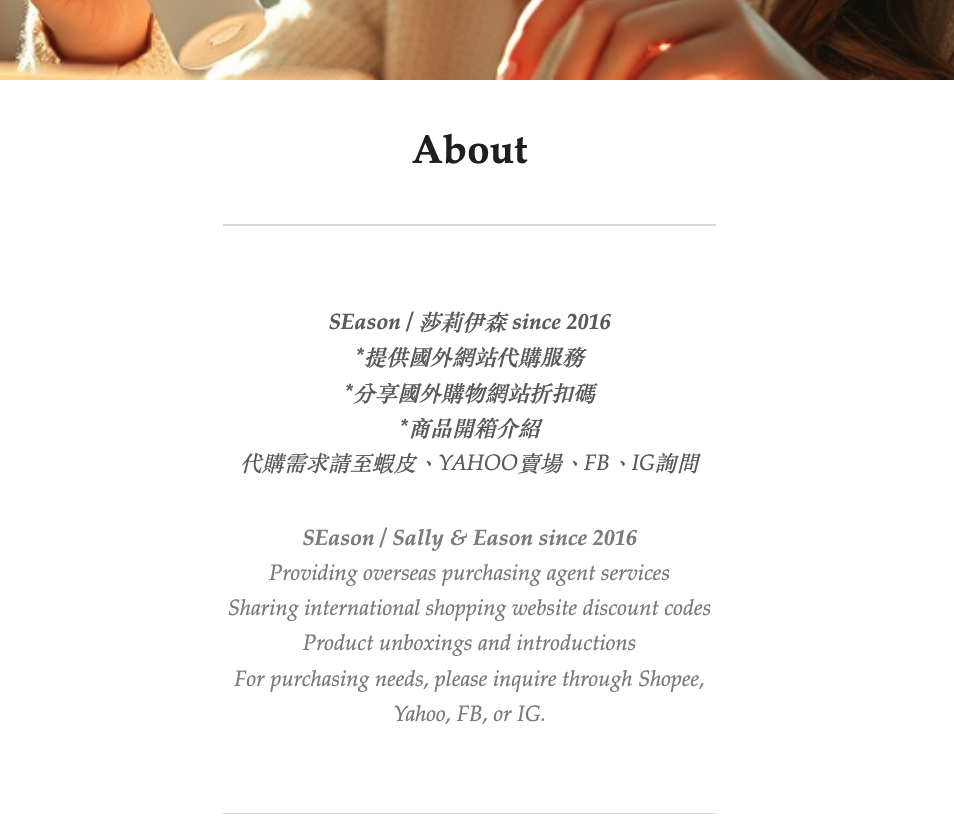 About
SEason / 莎莉伊森 since 2016
*提供國外網站代購服務
*分享國外購物網站折扣碼
*商品開箱介紹
代購需求請至蝦皮、YAHOO賣場、FB、IG詢問
SEason / Sally & Eason since 2016
Providing overseas purchasing agent services
Sharing international shopping website discount codes
Product unboxings and introductions
For purchasing needs, please inquire through Shopee,
Yahoo, FB, or IG.